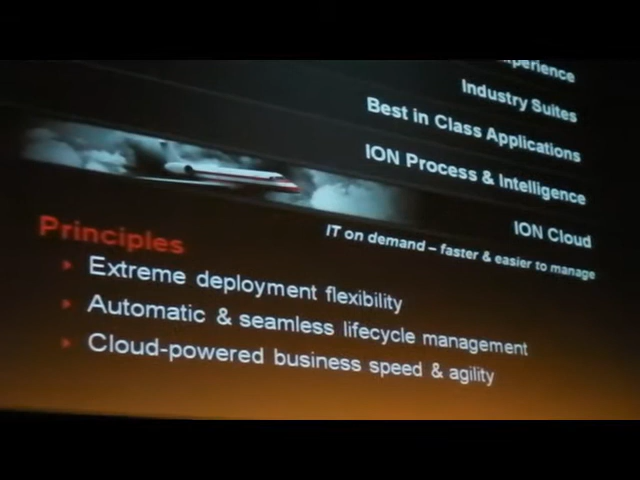 Industry Suites
Best in Class Applications
ION Process & Intelligence
ION Cloud
IT on demand – faster & easier to manage
Principles
Extreme deployment flexibility
Automatic & seamless lifecycle management
Cloud-powered business speed & agility